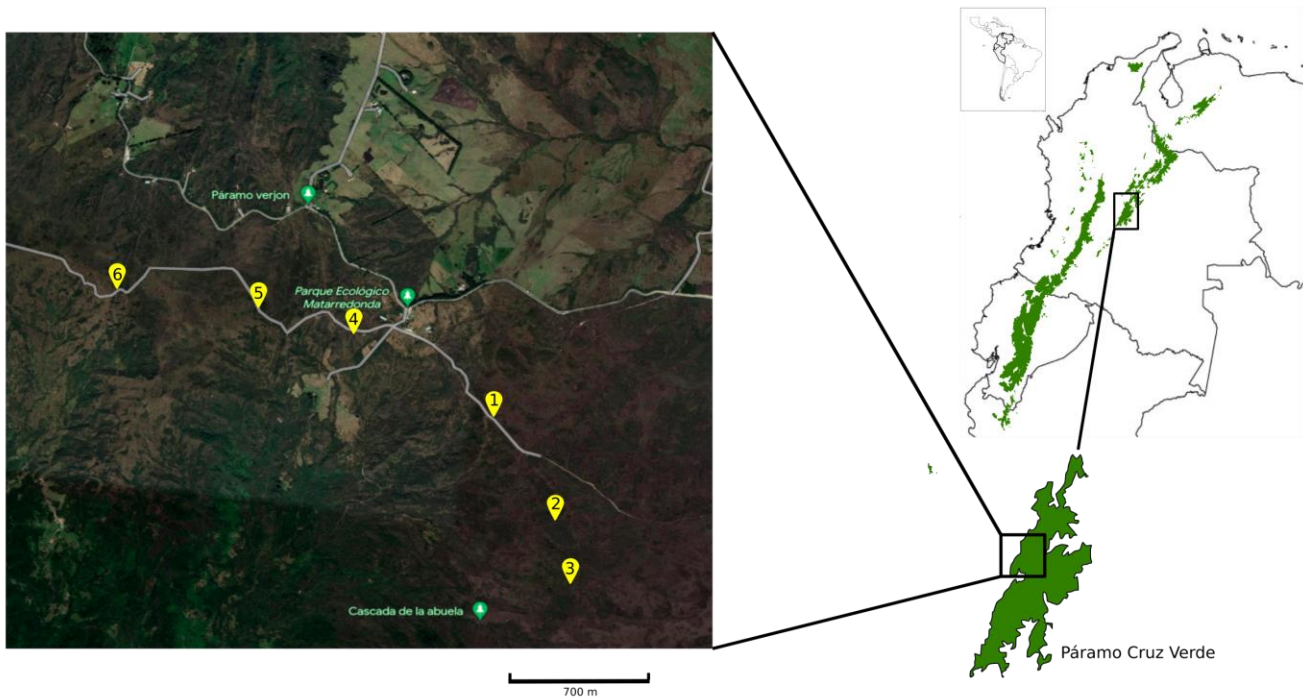 Páramo verjon
6
5
Parque Ecológico
Matarredonda
4
1
2
3
Cascada de la abuela
700 m
Páramo Cruz Verde